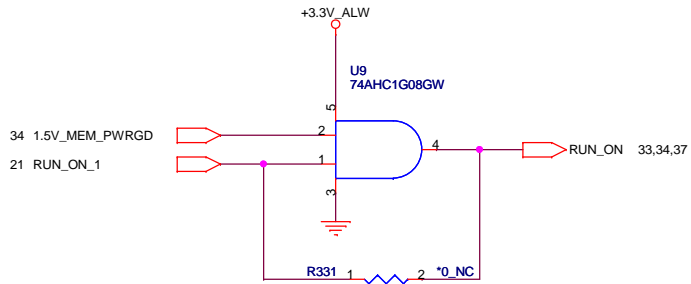 +3.3V_ALW
U9
74AHC1G08GW
5
34 1.5V_MEM_PWRGD 2
4 RUN_ON 33,34,37
21 RUN_ON_1 1
3
R331 1 2 *0_NC